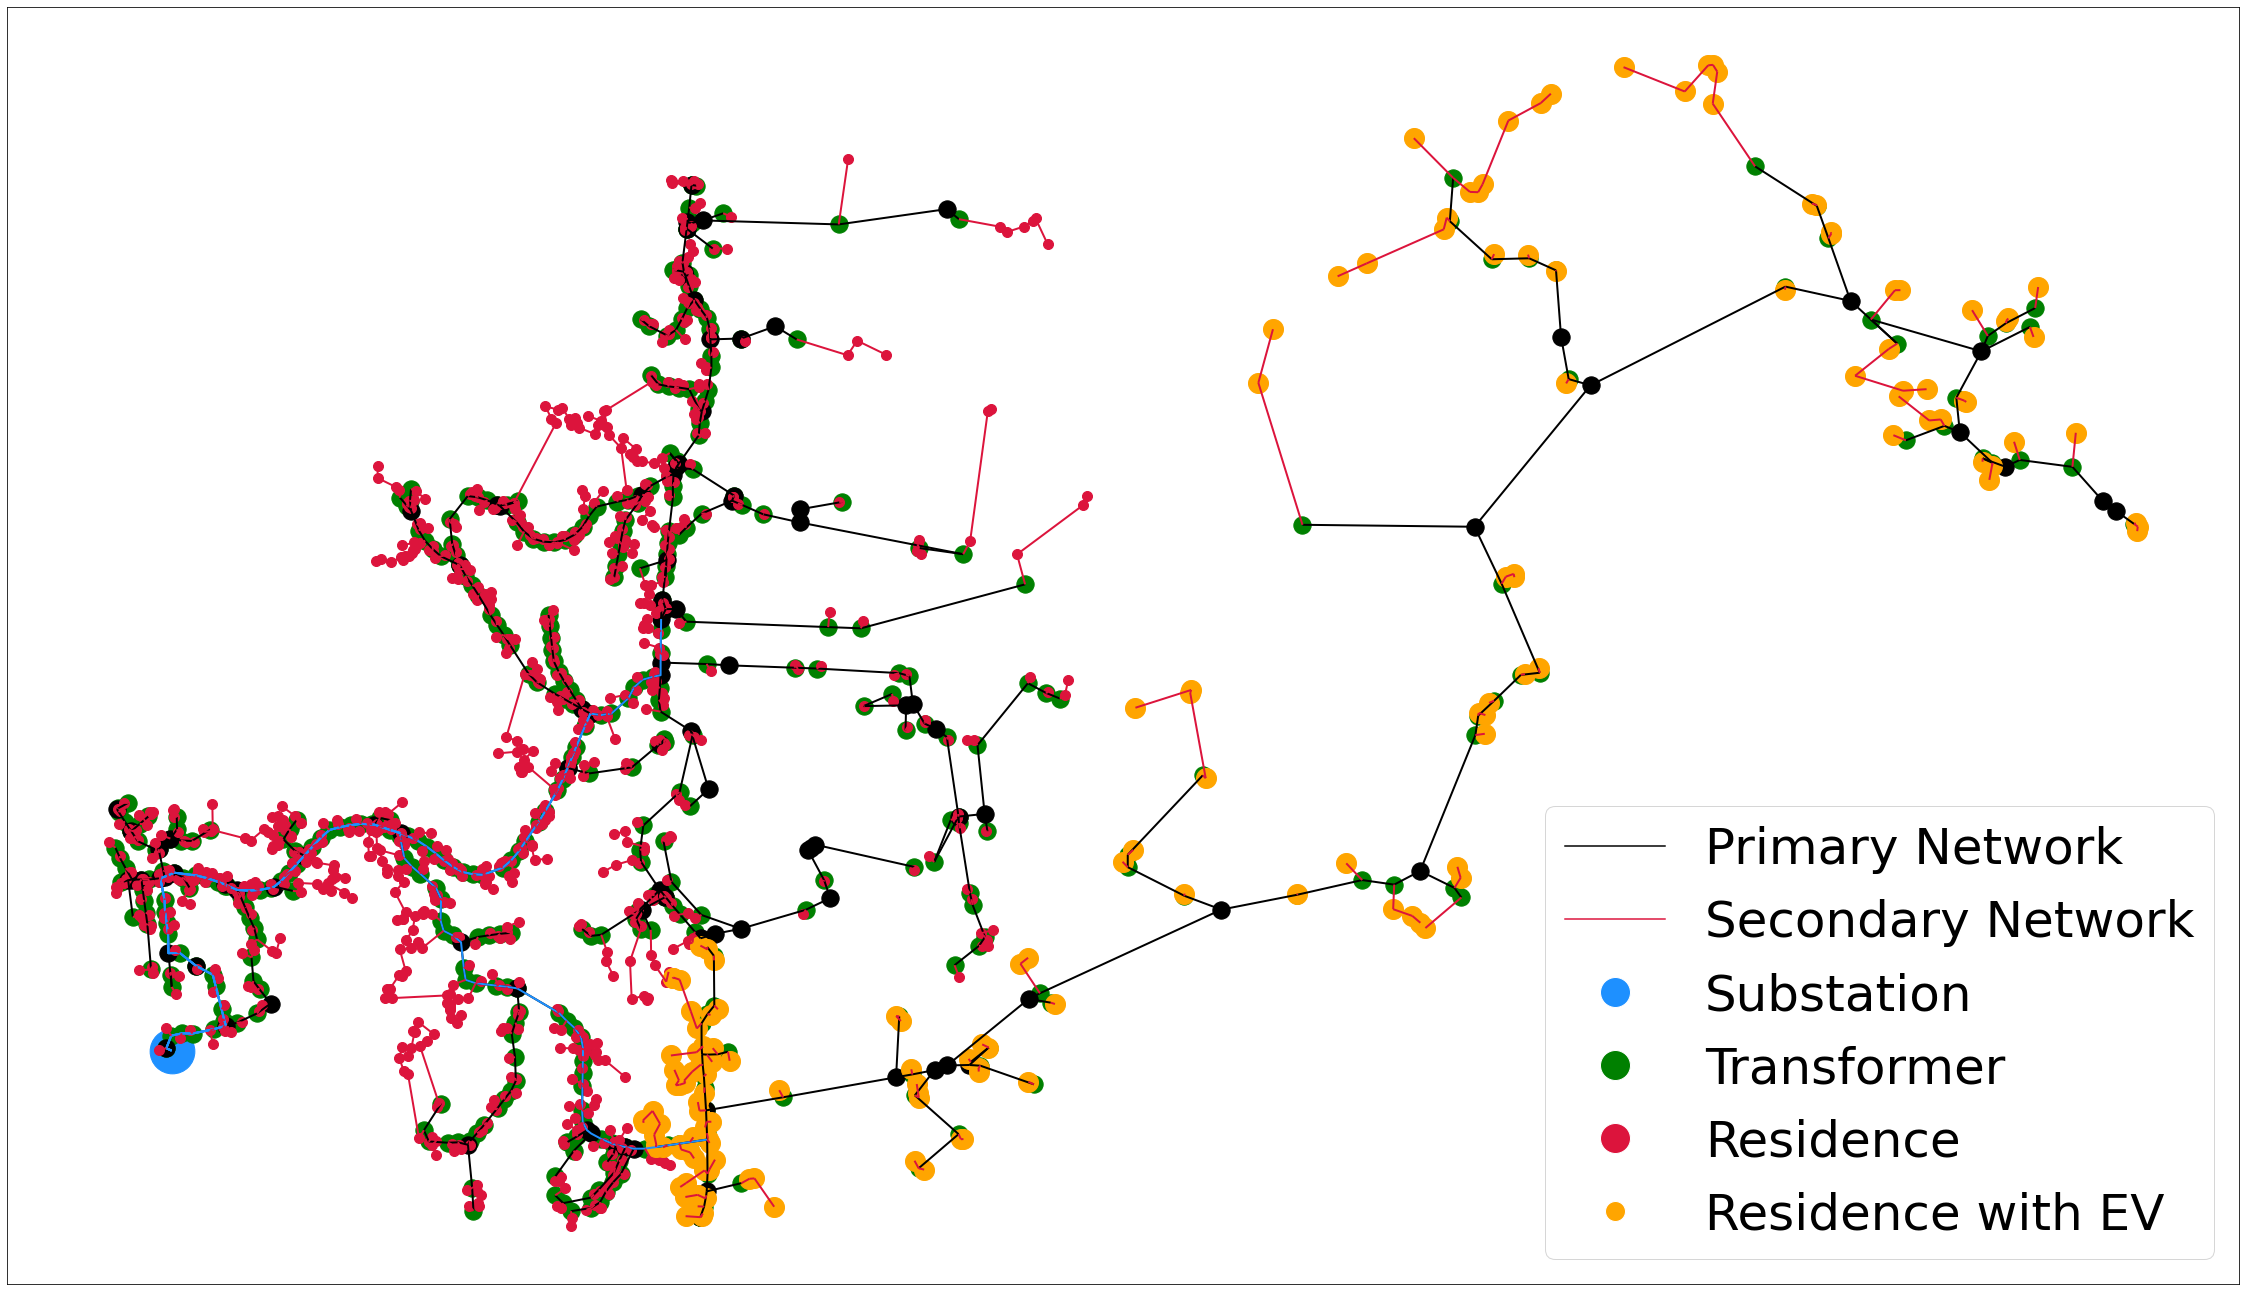 Primary Network
Secondary Network
Substation
Transformer
Residence
Residence with EV